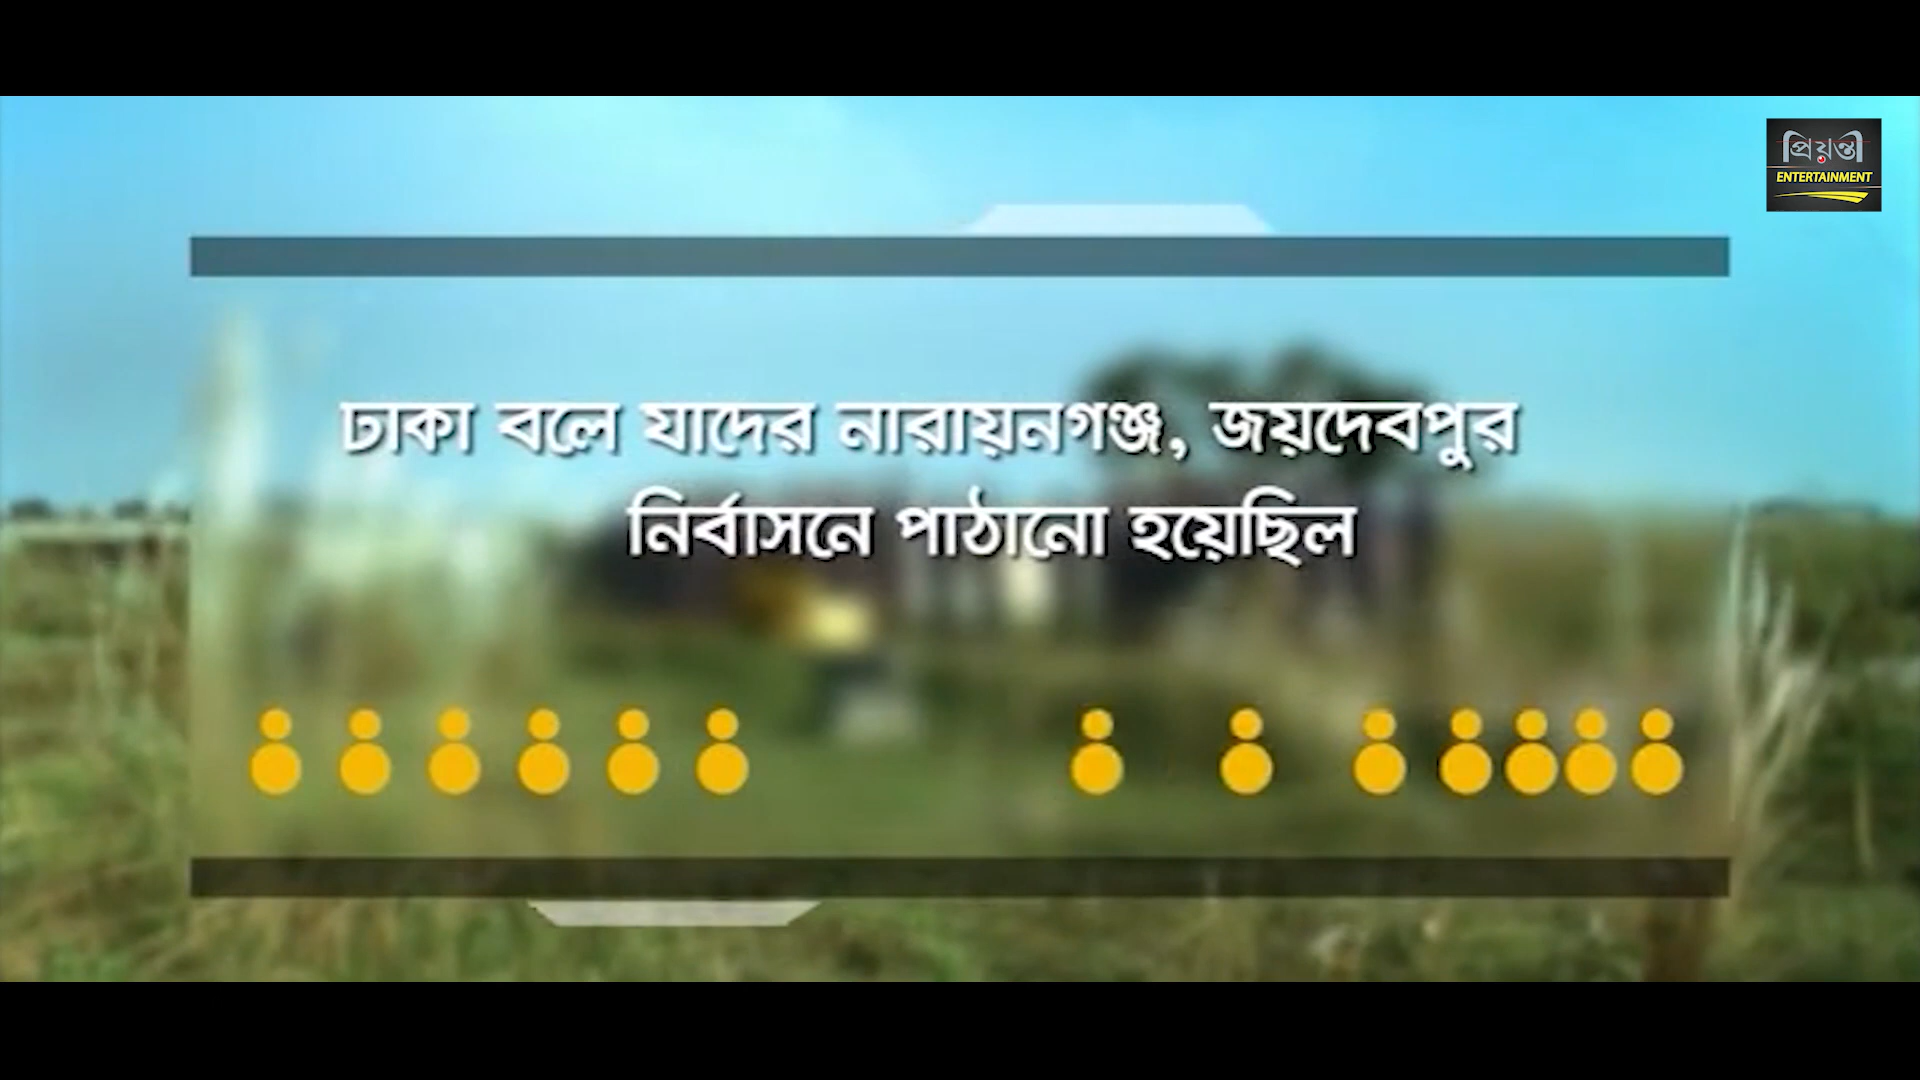 প্রিয়ন্তী
ENTERTAINMENT
ঢাকা বলে যাদের নারায়নগঞ্জ, জয়দেবপুর
নির্বাসনে পাঠানো হয়েছিল